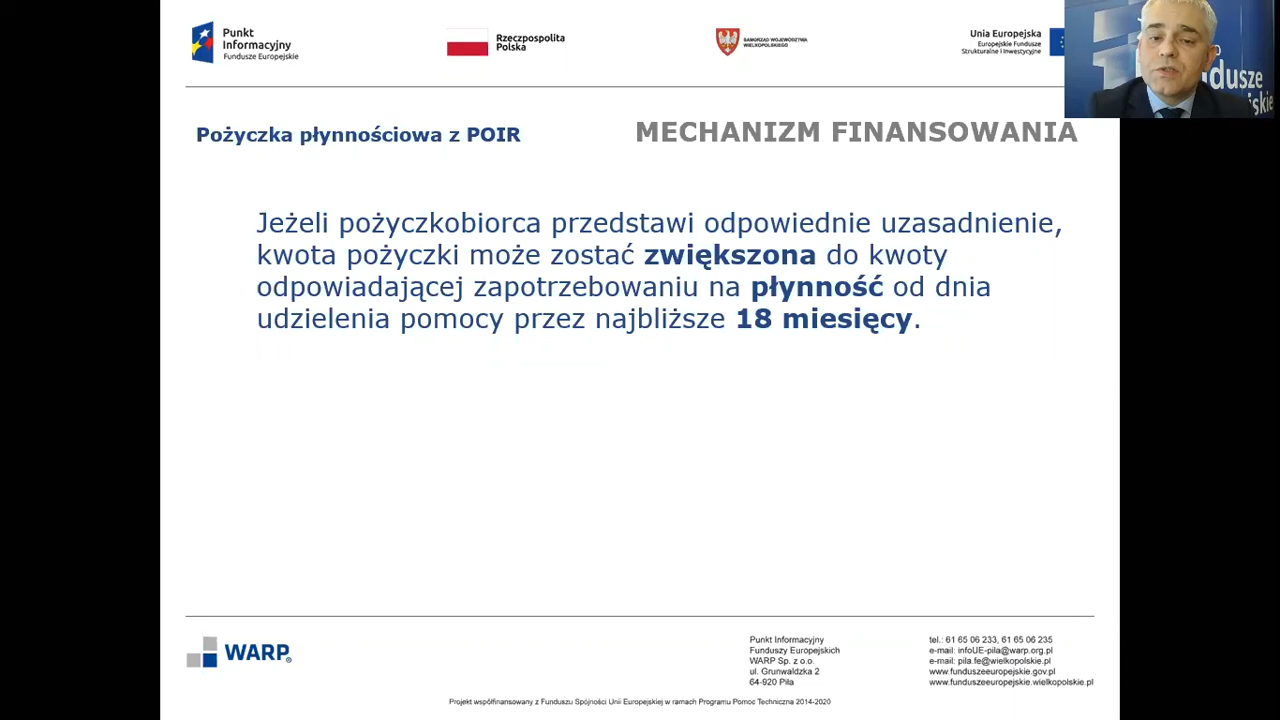 Punkt
Informacyjny
Fundusze Europejskie
Rzeczpospolita
Polska
SAMORZĄD WOJEWÓDZTWA
WIELKOPOLSKIEGO
Unia Europejska
Europejskie Fundusze
Strukturalne i Inwestycyjne
Pożyczka płynnościowa z POIR
MECHANIZM FINANSOWANIA
Jeżeli pożyczkobiorca przedstawi odpowiednie uzasadnienie,
kwota pożyczki może zostać zwiększona do kwoty
odpowiadającej zapotrzebowaniu na płynność od dnia
udzielenia pomocy przez najbliższe 18 miesięcy.
WARP®
Punkt Informacyjny
Funduszy Europejskich
WARP Sp. z o.o.
ul. Grunwaldzka 2
64-920 Piła
tel.: 61 65 06 233, 61 65 06 235
e-mail: infoUE-pila@warp.org.pl
e-mail: pila.fe@wielkopolskie.pl
www.funduszeeuropejskie.gov.pl
www.funduszeeuropejskie.wielkopolskie.pl
Projekt współfinansowany z Funduszu Spójności Unii Europejskiej w ramach Programu Pomoc Techniczna 2014-2020